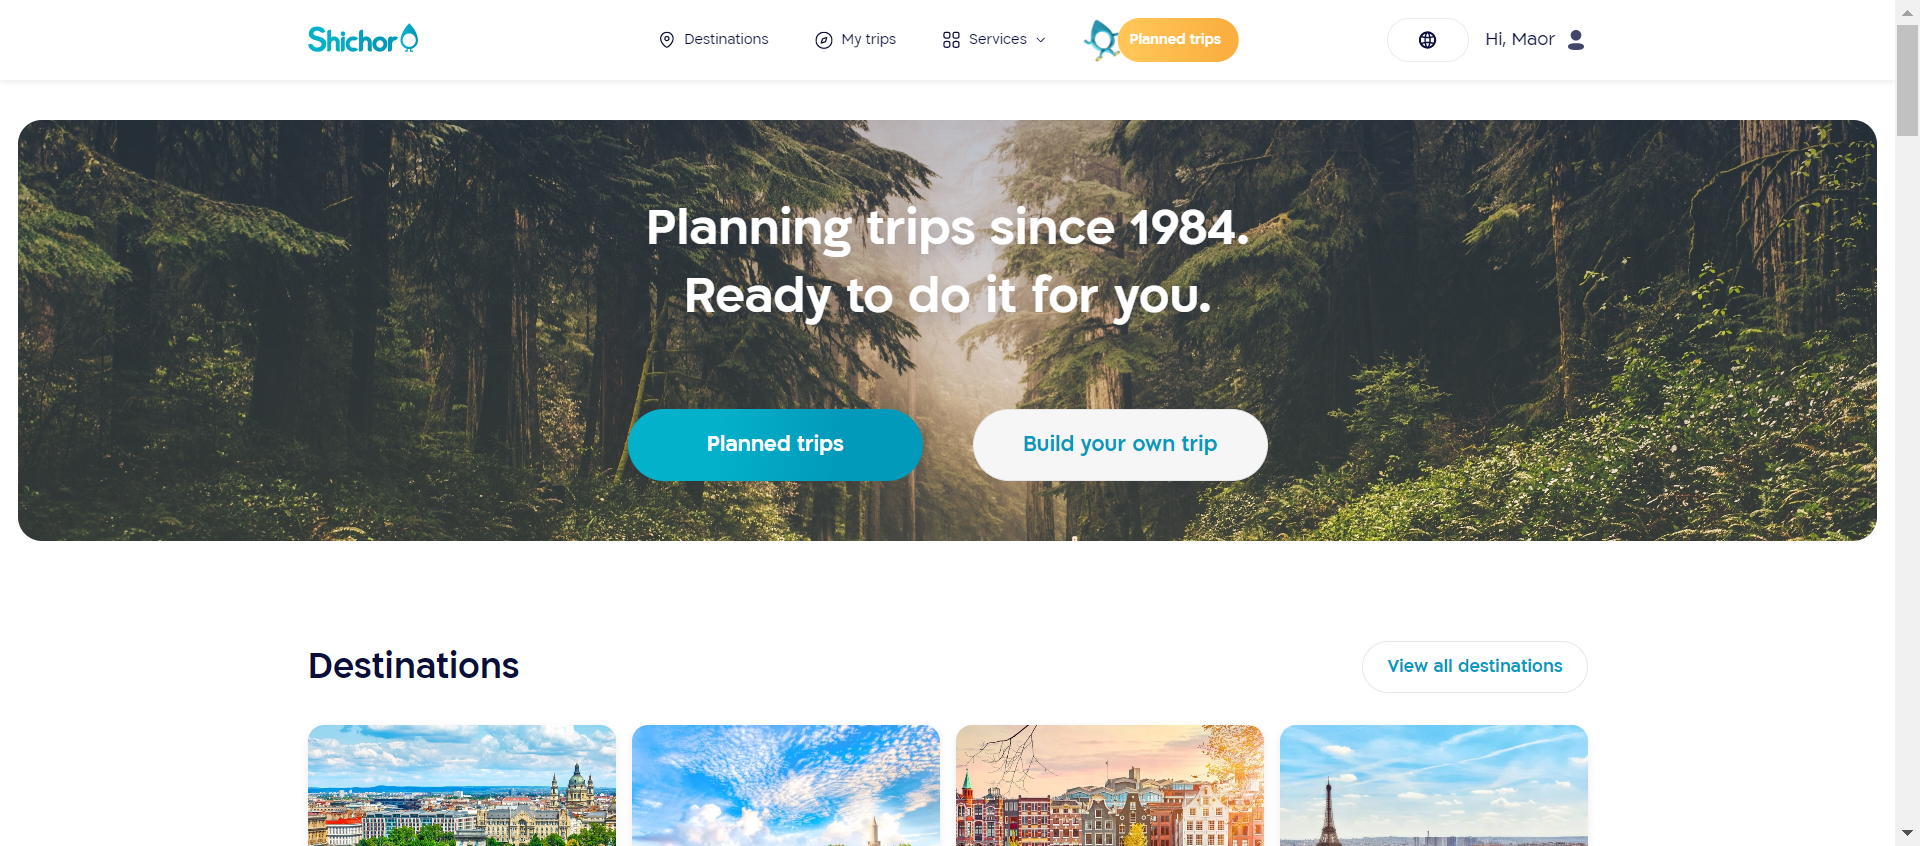 Shichor
Destinations
My trips
Services
Planned trips
Hi, Maor
Planning trips since 1984.
Ready to do it for you.
Planned trips
Build your own trip
Destinations
View all destinations